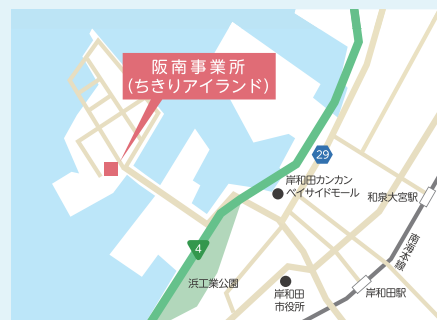 阪南事業所
(ちきりアイランド)
29
岸和田カンカン
ベイサイドモール
和泉大宮駅
南海本線
4
浜工業公園
岸和田
市役所
岸和田駅